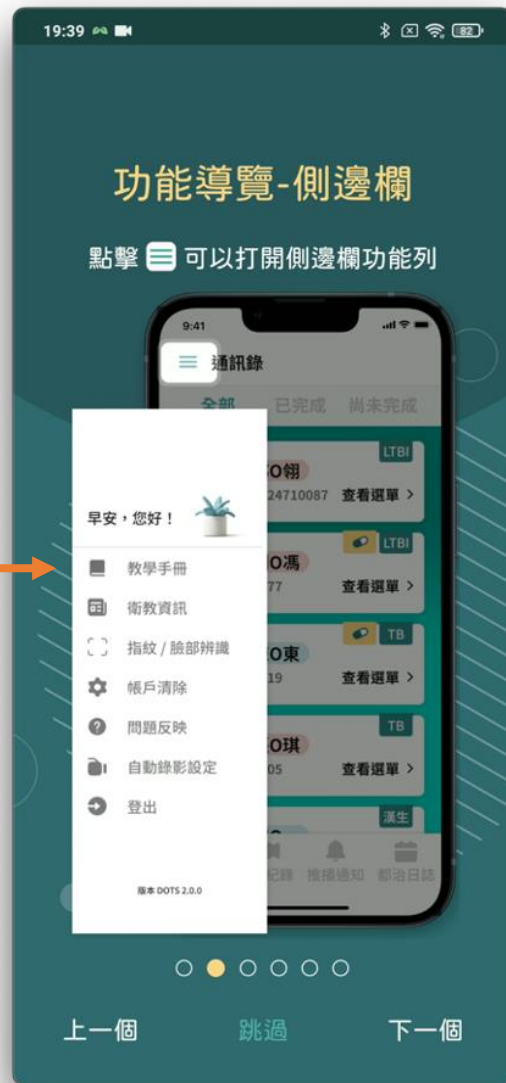 19:39
82
功能導覽-側邊欄
點擊 可以打開側邊欄功能列
9:41
通訊錄
全部 已完成 尚未完成
LTBI
O翎
24710087 查看選單 >
LTBI
O馮
77 查看選單 >
TB
O東
19 查看選單 >
TB
O琪
05 查看選單 >
漢生
紀錄 推播通知 都治日誌
早安，您好！
教學手冊
衛教資訊
指紋 / 臉部辨識
帳戶清除
問題反映
自動錄影設定
登出
版本 DOTS 2.0.0
上一個 跳過 下一個